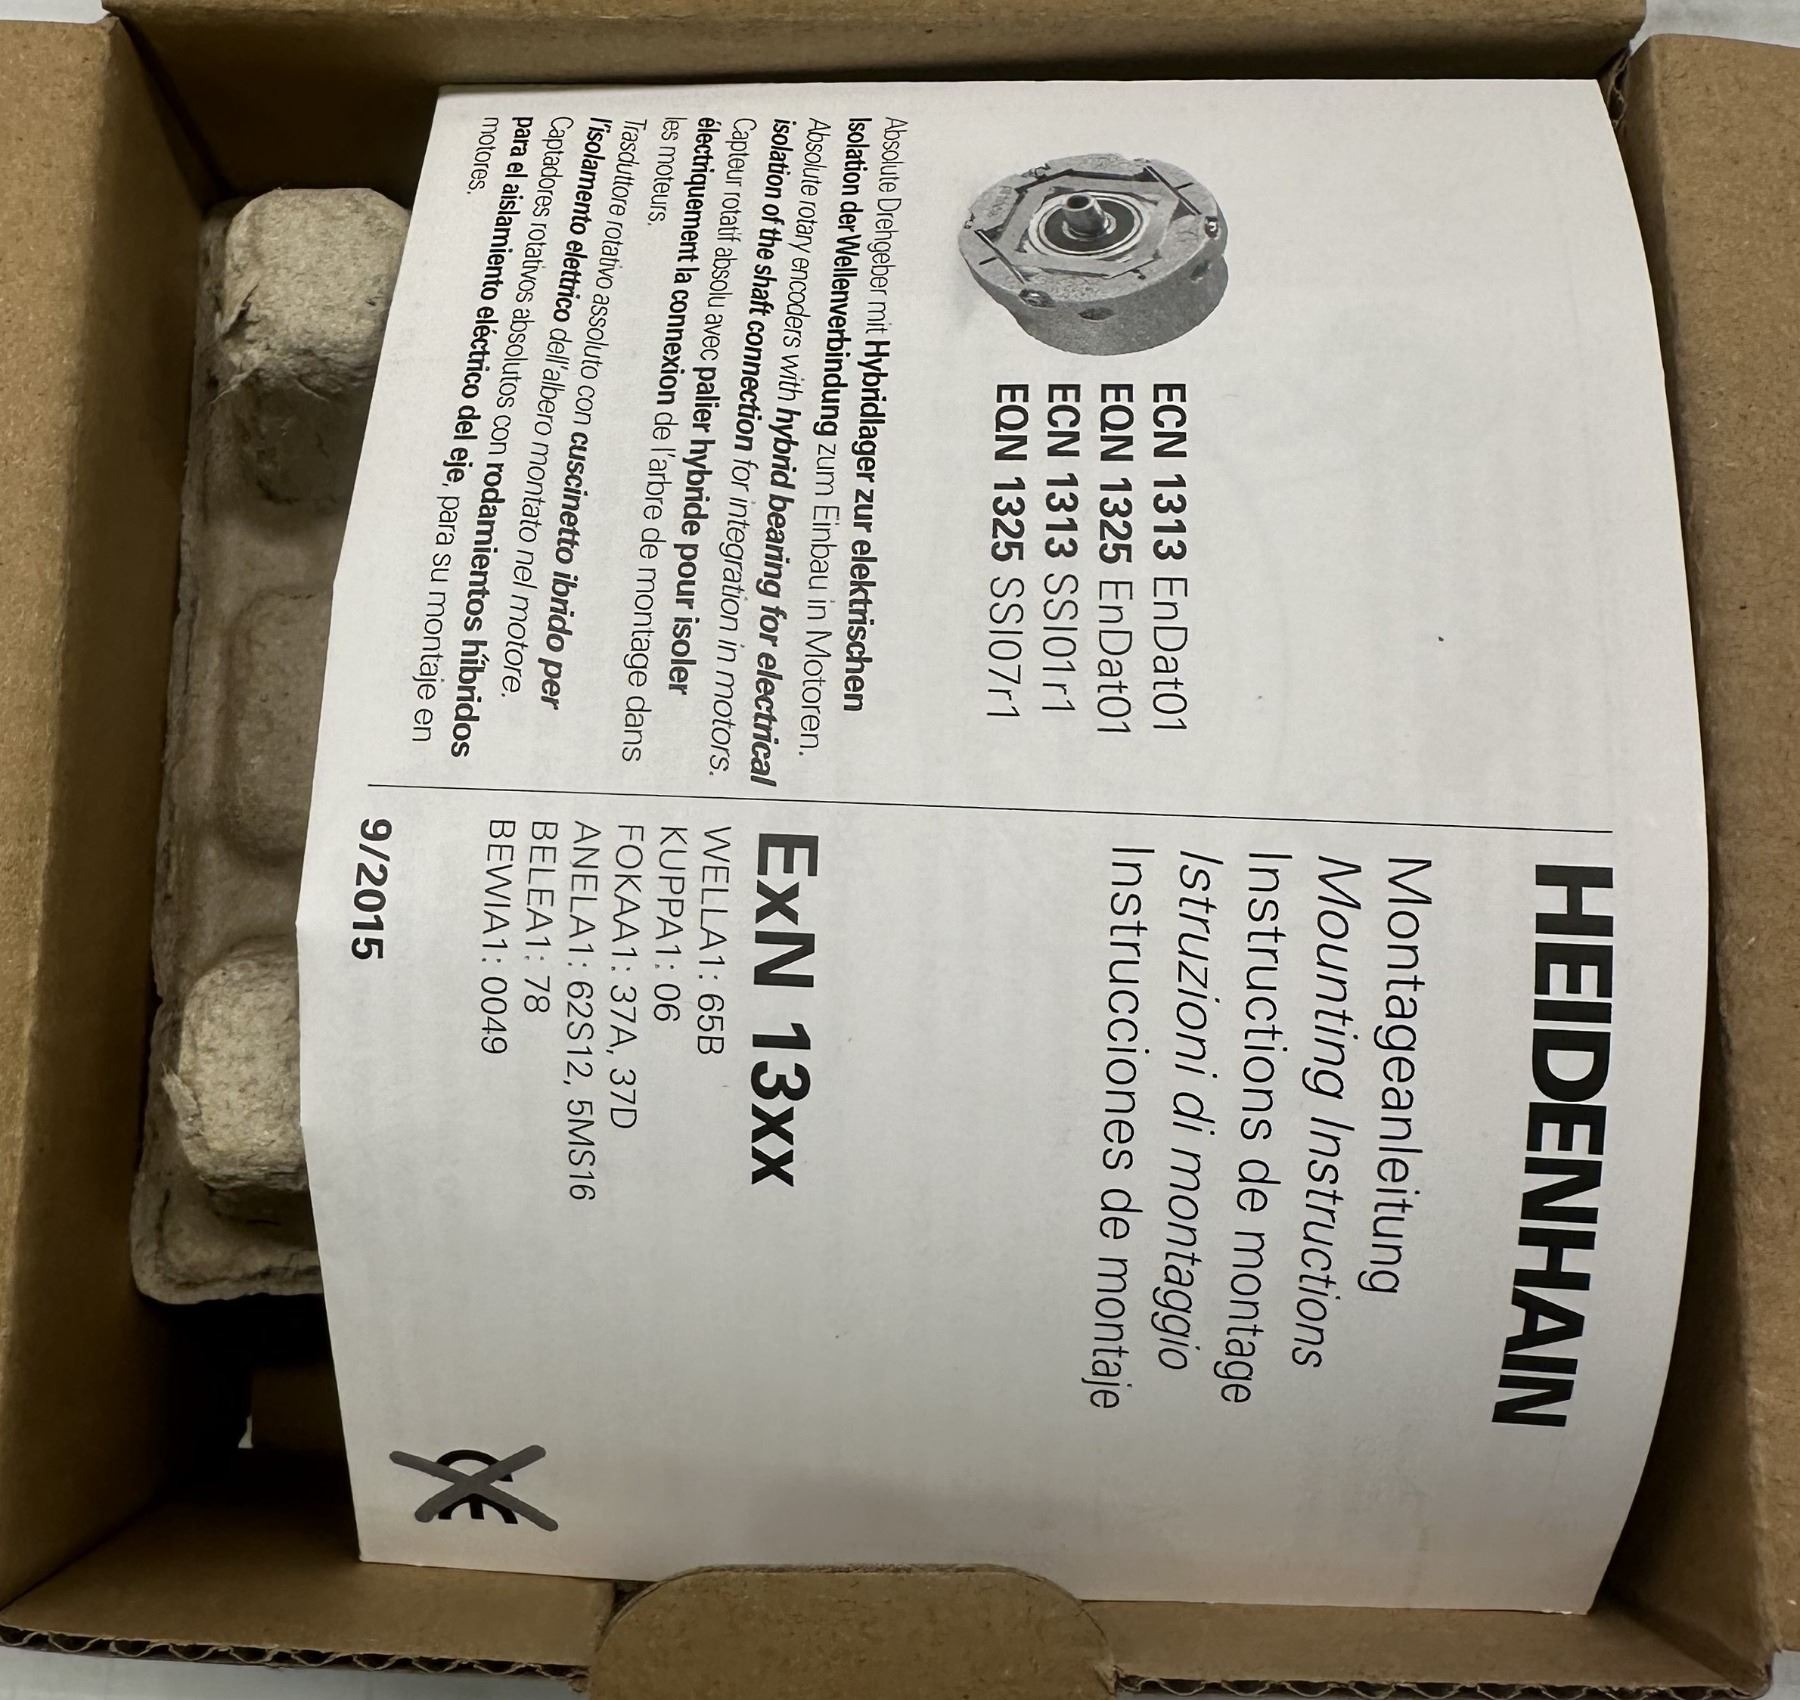 HEIDENHAIN
Montageanleitung
Mounting Instructions
Instructions de montage
Istruzioni di montaggio
Instrucciones de montaje
ECN 1313 EnDat01
EQN 1325 EnDat01
ECN 1313 SSI01r1
EQN 1325 SSI07r1
Absolute Drehgeber mit Hybridlager zur elektrischen
Isolation der Wellenverbindung zum Einbau in Motoren.
Absolute rotary encoders with hybrid bearing for electrical
isolation of the shaft connection for integration in motors.
Capteur rotatif absolu avec palier hybride pour isoler
électriquement la connexion de l'arbre de montage dans
les moteurs.
Trasduttore rotativo assoluto con cuscinetto ibrido per
l'isolamento elettrico dell'albero montato nel motore.
Captadores rotativos absolutos con rodamientos híbridos
para el aislamiento eléctrico del eje, para su montaje en
motores.
ExN 13xx
WELLA1: 65B
KUPPA1: 06
FOKAA1: 37A, 37D
ANELA1: 62S12, 5MS16
BELEA1: 78
BEWIA1: 0049
9/2015
CE